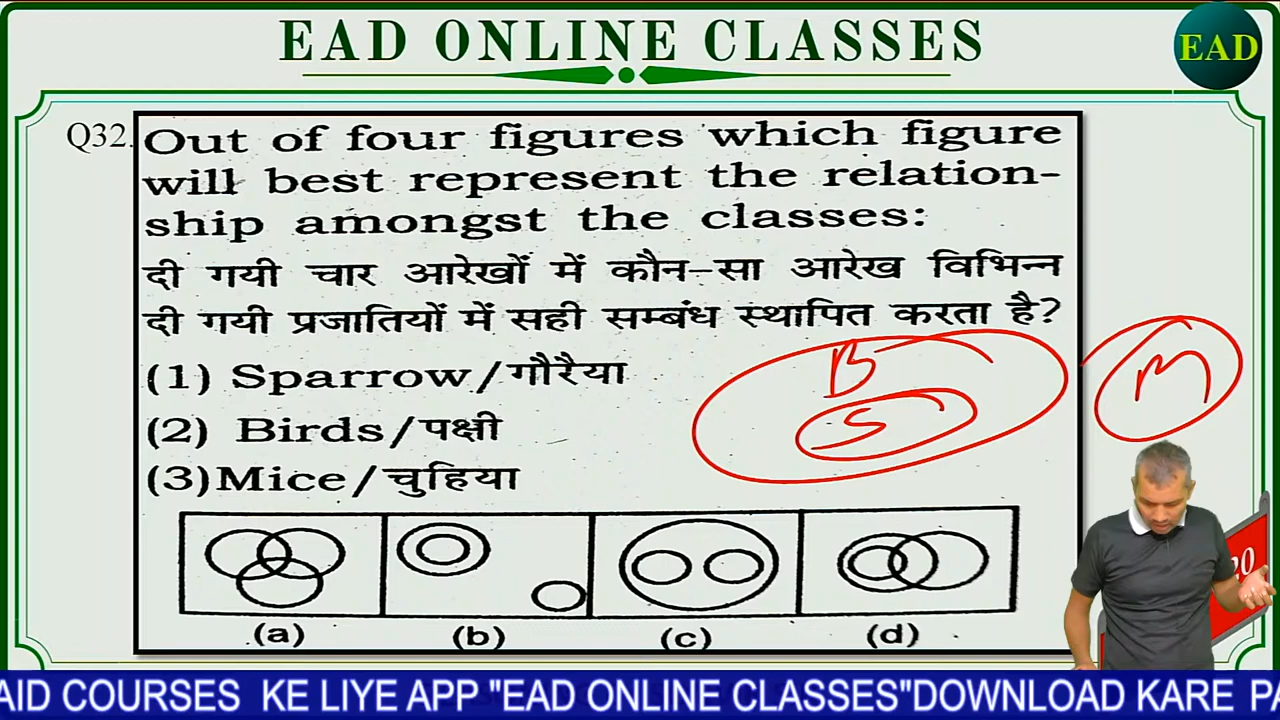 EAD ONLINE CLASSES
EAD
Q32.
Out of four figures which figure
will best represent the relation-
ship amongst the classes:
दी गयी चार आरेखों में कौन-सा आरेख विभिन्न
दी गयी प्रजातियों में सही सम्बंध स्थापित करता है?
(1) Sparrow/गौरैया
(2) Birds/पक्षी
(3)Mice/चुहिया
B
S
M
(a) (b) (c) (d)
AID COURSES KE LIYE APP "EAD ONLINE CLASSES"DOWNLOAD KARE PA